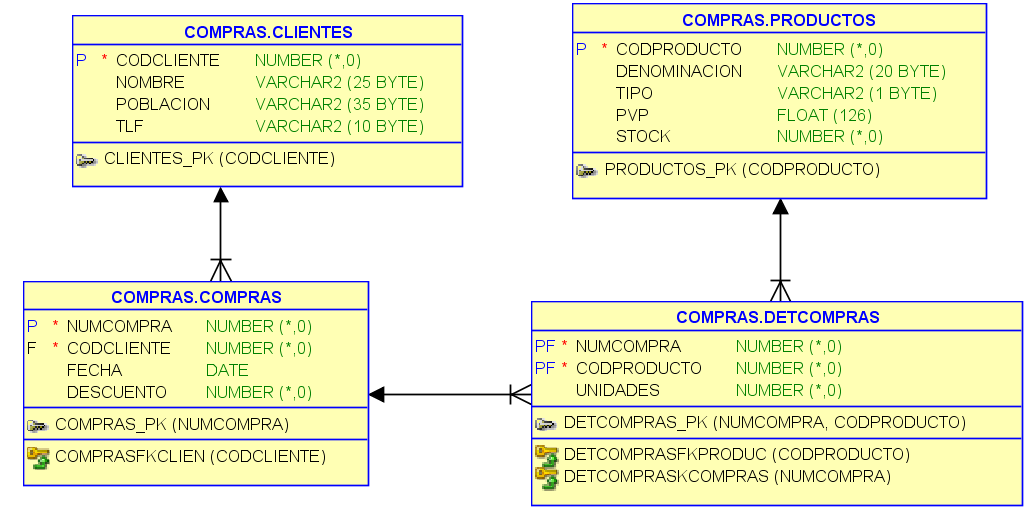 COMPRAS.CLIENTES
P * CODCLIENTE NUMBER (*,0)
NOMBRE VARCHAR2 (25 BYTE)
POBLACION VARCHAR2 (35 BYTE)
TLF VARCHAR2 (10 BYTE)
CLIENTES_PK (CODCLIENTE)
COMPRAS.PRODUCTOS
P * CODPRODUCTO NUMBER (*,0)
DENOMINACION VARCHAR2 (20 BYTE)
TIPO VARCHAR2 (1 BYTE)
PVP FLOAT (126)
STOCK NUMBER (*,0)
PRODUCTOS_PK (CODPRODUCTO)
COMPRAS.COMPRAS
P * NUMCOMPRA NUMBER (*,0)
F * CODCLIENTE NUMBER (*,0)
FECHA DATE
DESCUENTO NUMBER (*,0)
COMPRAS_PK (NUMCOMPRA)
COMPRASFKCLIEN (CODCLIENTE)
COMPRAS.DETCOMPRAS
PF * NUMCOMPRA NUMBER (*,0)
PF * CODPRODUCTO NUMBER (*,0)
UNIDADES NUMBER (*,0)
DETCOMPRAS_PK (NUMCOMPRA, CODPRODUCTO)
DETCOMPRASFKPRODUC (CODPRODUCTO)
DETCOMPRASKCOMPRAS (NUMCOMPRA)